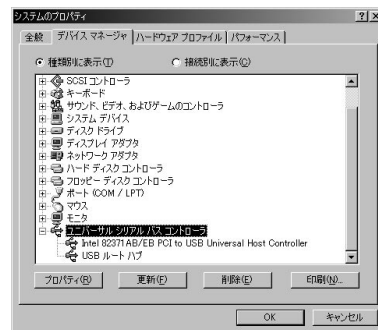 システムのプロパティ
全般 デバイス マネージャ ハードウェア プロファイル パフォーマンス
種類別に表示(T) 接続別に表示(C)
SCSI コントローラ
キーボード
サウンド、ビデオ、およびゲームのコントローラ
システム デバイス
ディスク ドライブ
ディスプレイ アダプタ
ネットワーク アダプタ
ハード ディスク コントローラ
フロッピー ディスク コントローラ
ポート (COM / LPT)
マウス
モニタ
ユニバーサル シリアル バス コントローラ
Intel 82371AB/EB PCI to USB Universal Host Controller
USB ルート ハブ
プロパティ(R) 更新(F) 削除(E) 印刷(N)...
OK キャンセル